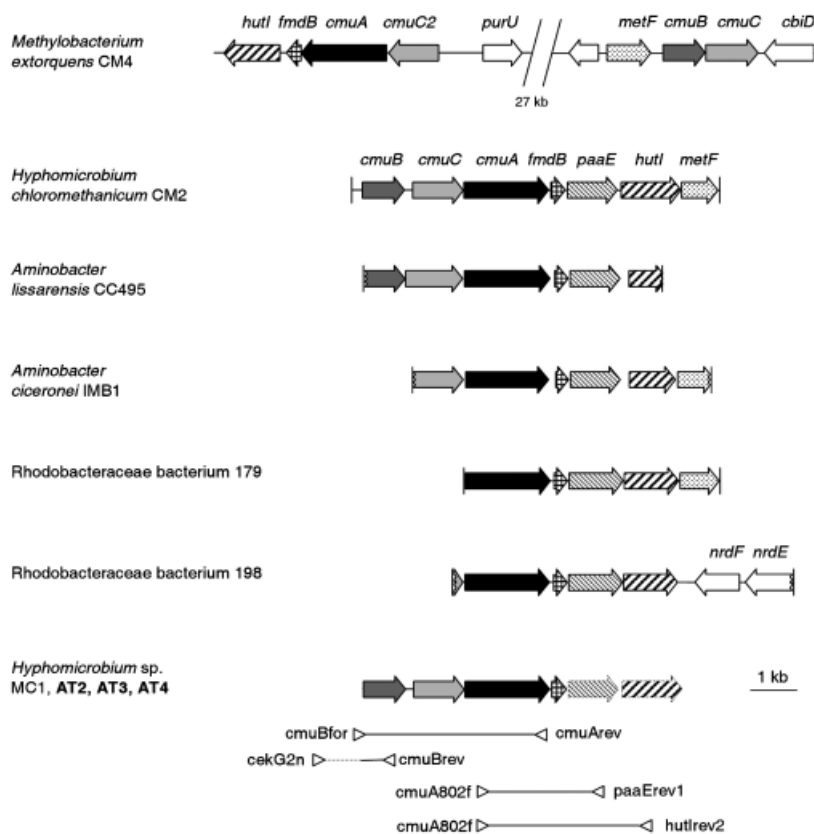 hutI fmdB cmuA cmuC2 purU metF cmuB cmuC cbiD
Methylobacterium
extorquens CM4
27 kb
cmuB cmuC cmuA fmdB paaE hutI metF
Hyphomicrobium
chloromethanicum CM2
Aminobacter
lissarensis CC495
Aminobacter
ciceronei IMB1
Rhodobacteraceae bacterium 179
nrdF nrdE
Rhodobacteraceae bacterium 198
Hyphomicrobium sp.
MC1, AT2, AT3, AT4
1 kb
cmuBfor cmuArev
cekG2n cmuBrev
cmuA802f paaErev1
cmuA802f hutIrev2